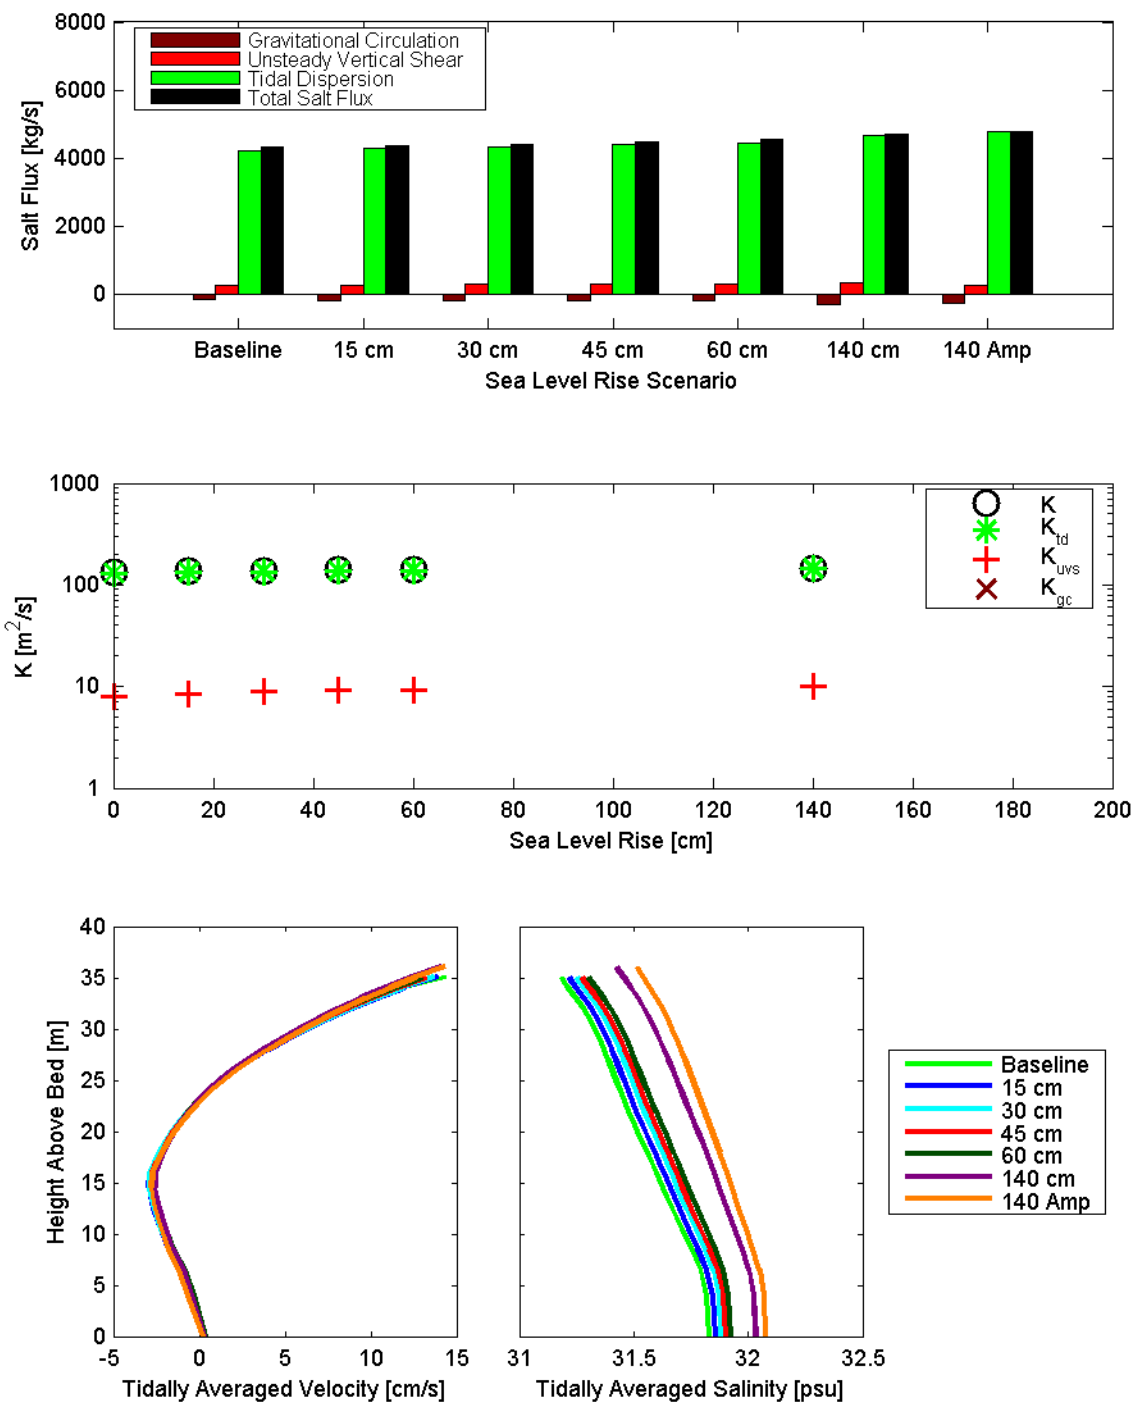 8000
6000
4000
2000
0
Salt Flux [kg/s]
Gravitational Circulation
Unsteady Vertical Shear
Tidal Dispersion
Total Salt Flux
Baseline 15 cm 30 cm 45 cm 60 cm 140 cm 140 Amp
Sea Level Rise Scenario
1000
100
10
1
K [m²/s]
K
K_td
K_uvs
K_gc
0 20 40 60 80 100 120 140 160 180 200
Sea Level Rise [cm]
40
35
30
25
20
15
10
5
0
Height Above Bed [m]
-5 0 5 10 15
Tidally Averaged Velocity [cm/s]
31 31.5 32 32.5
Tidally Averaged Salinity [psu]
Baseline
15 cm
30 cm
45 cm
60 cm
140 cm
140 Amp